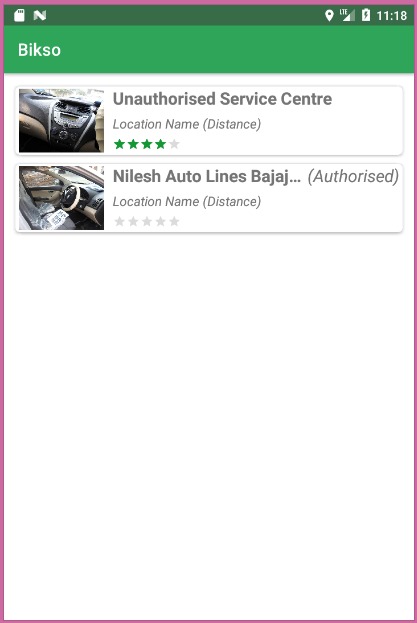 LTE 11:18
Bikso
Unauthorised Service Centre
Location Name (Distance)
Nilesh Auto Lines Bajaj... (Authorised)
Location Name (Distance)